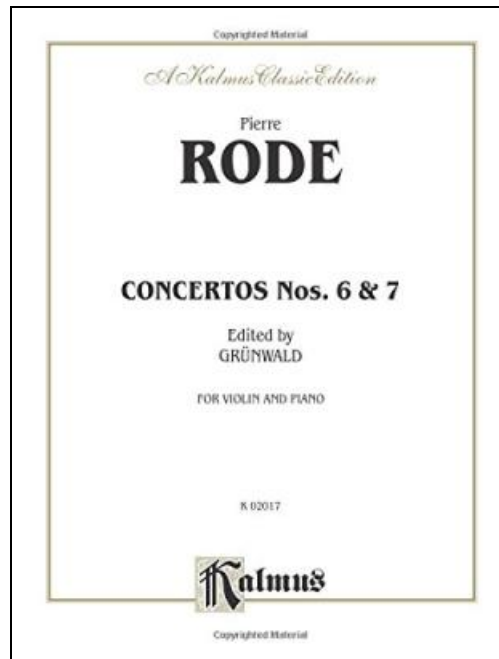 Copyrighted Material
A Kalmus Classic Edition
Pierre
RODE
CONCERTOS Nos. 6 & 7
Edited by
GRÜNWALD
FOR VIOLIN AND PIANO
K 02017
Kalmus
Copyrighted Material